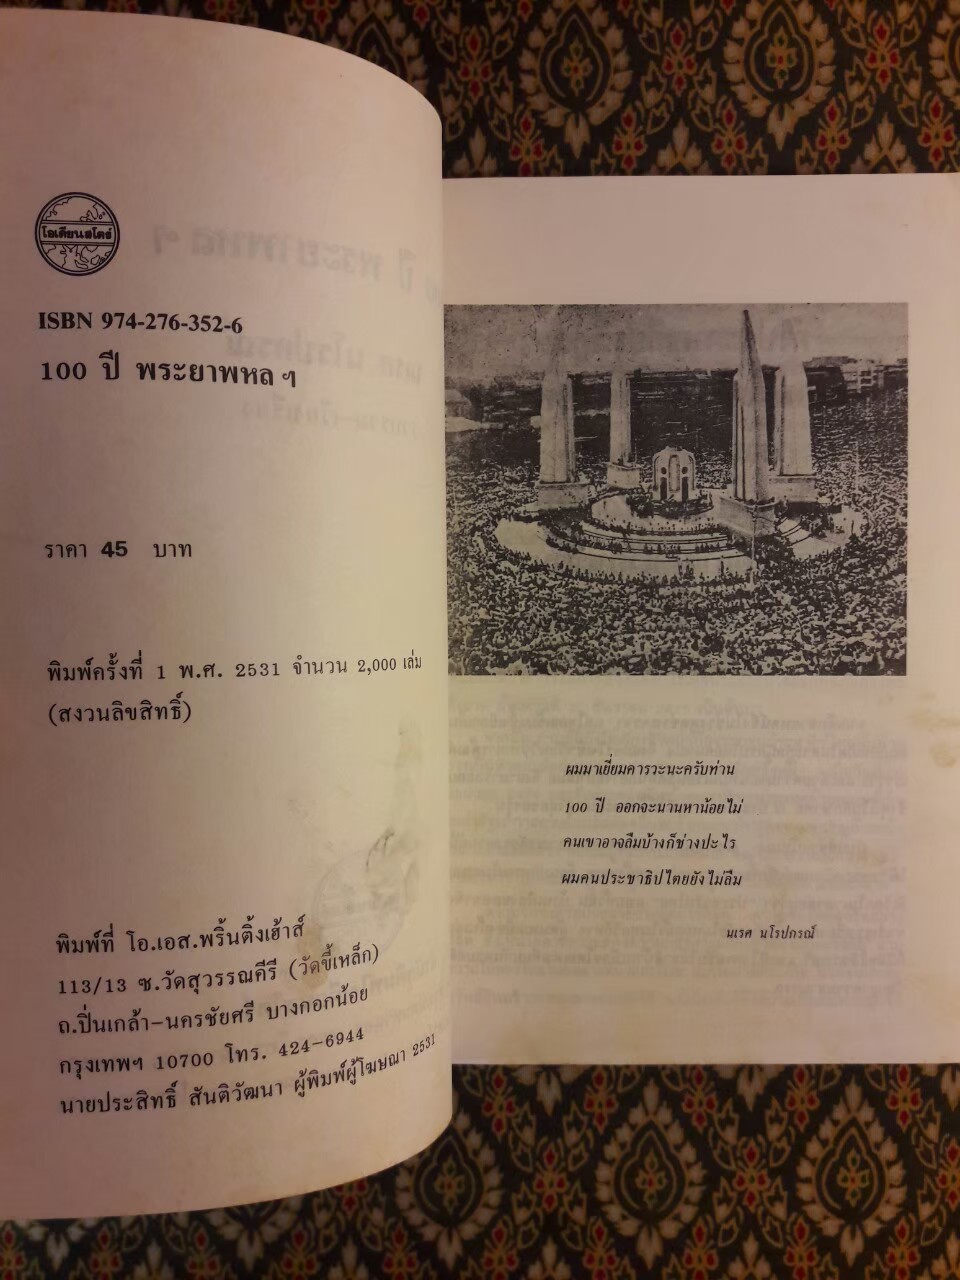 โอเดียนสโตร์
ISBN 974-276-352-6
100 ปี พระยาพหล ๆ
ราคา 45 บาท
พิมพ์ครั้งที่ 1 พ.ศ. 2531 จำนวน 2,000 เล่ม
(สงวนลิขสิทธิ์)
พิมพ์ที่ โอ.เอส.พริ้นติ้งเฮ้าส์
113/13 ซ.วัดสุวรรณคีรี (วัดขี้เหล็ก)
ถ.ปิ่นเกล้า-นครชัยศรี บางกอกน้อย
กรุงเทพฯ 10700 โทร. 424-6944
นายประสิทธิ์ สันติวัฒนา ผู้พิมพ์ผู้โฆษณา 2531
ผมมาเยี่ยมคารวะนะครับท่าน
100 ปี ออกจะนานหาน้อยไม่
คนเขาอาจลืมบ้างก็ช่างปะไร
ผมคนประชาธิปไตยยังไม่ลืม
นเรศ นโรปกรณ์